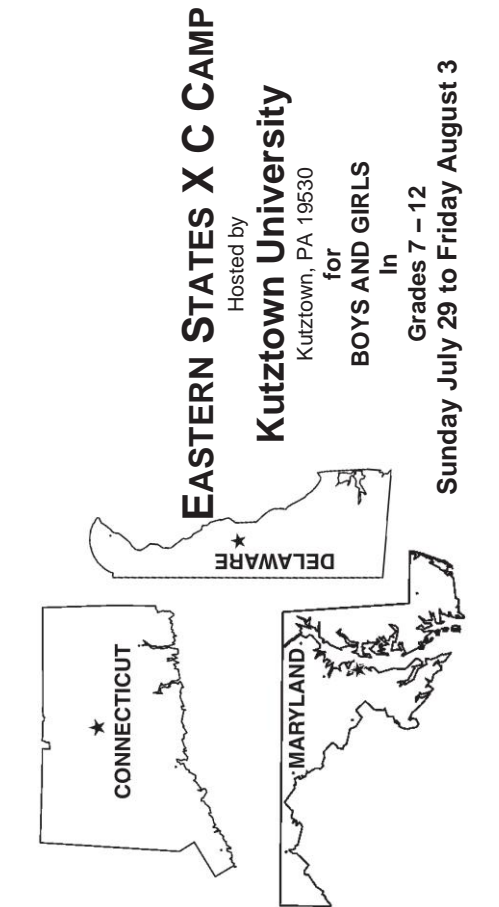 EASTERN STATES X C CAMP
Hosted by
Kutztown University
Kutztown, PA 19530
for
BOYS AND GIRLS
In
Grades 7 – 12
Sunday July 29 to Friday August 3
CONNECTICUT
DELAWARE
MARYLAND